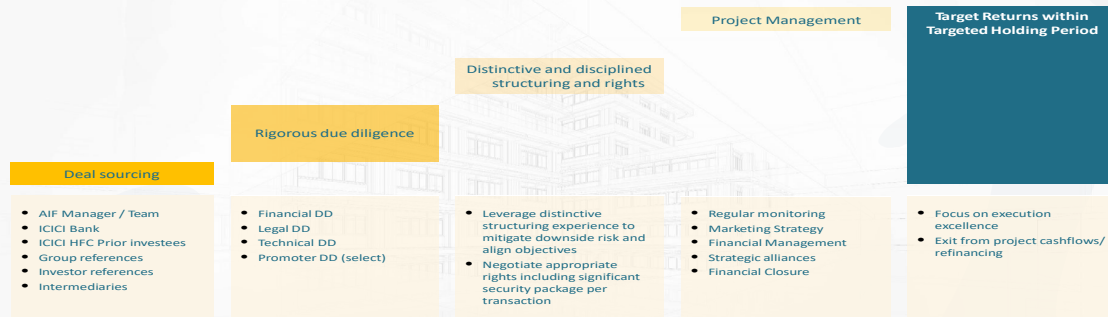 Deal sourcing
• AIF Manager / Team
• ICICI Bank
• ICICI HFC Prior investees
• Group references
• Investor references
• Intermediaries
Rigorous due diligence
• Financial DD
• Legal DD
• Technical DD
• Promoter DD (select)
Distinctive and disciplined
structuring and rights
• Leverage distinctive
structuring experience to
mitigate downside risk and
align objectives
• Negotiate appropriate
rights including significant
security package per
transaction
Project Management
• Regular monitoring
• Marketing Strategy
• Financial Management
• Strategic alliances
• Financial Closure
Target Returns within
Targeted Holding Period
• Focus on execution
excellence
• Exit from project cashflows/
refinancing